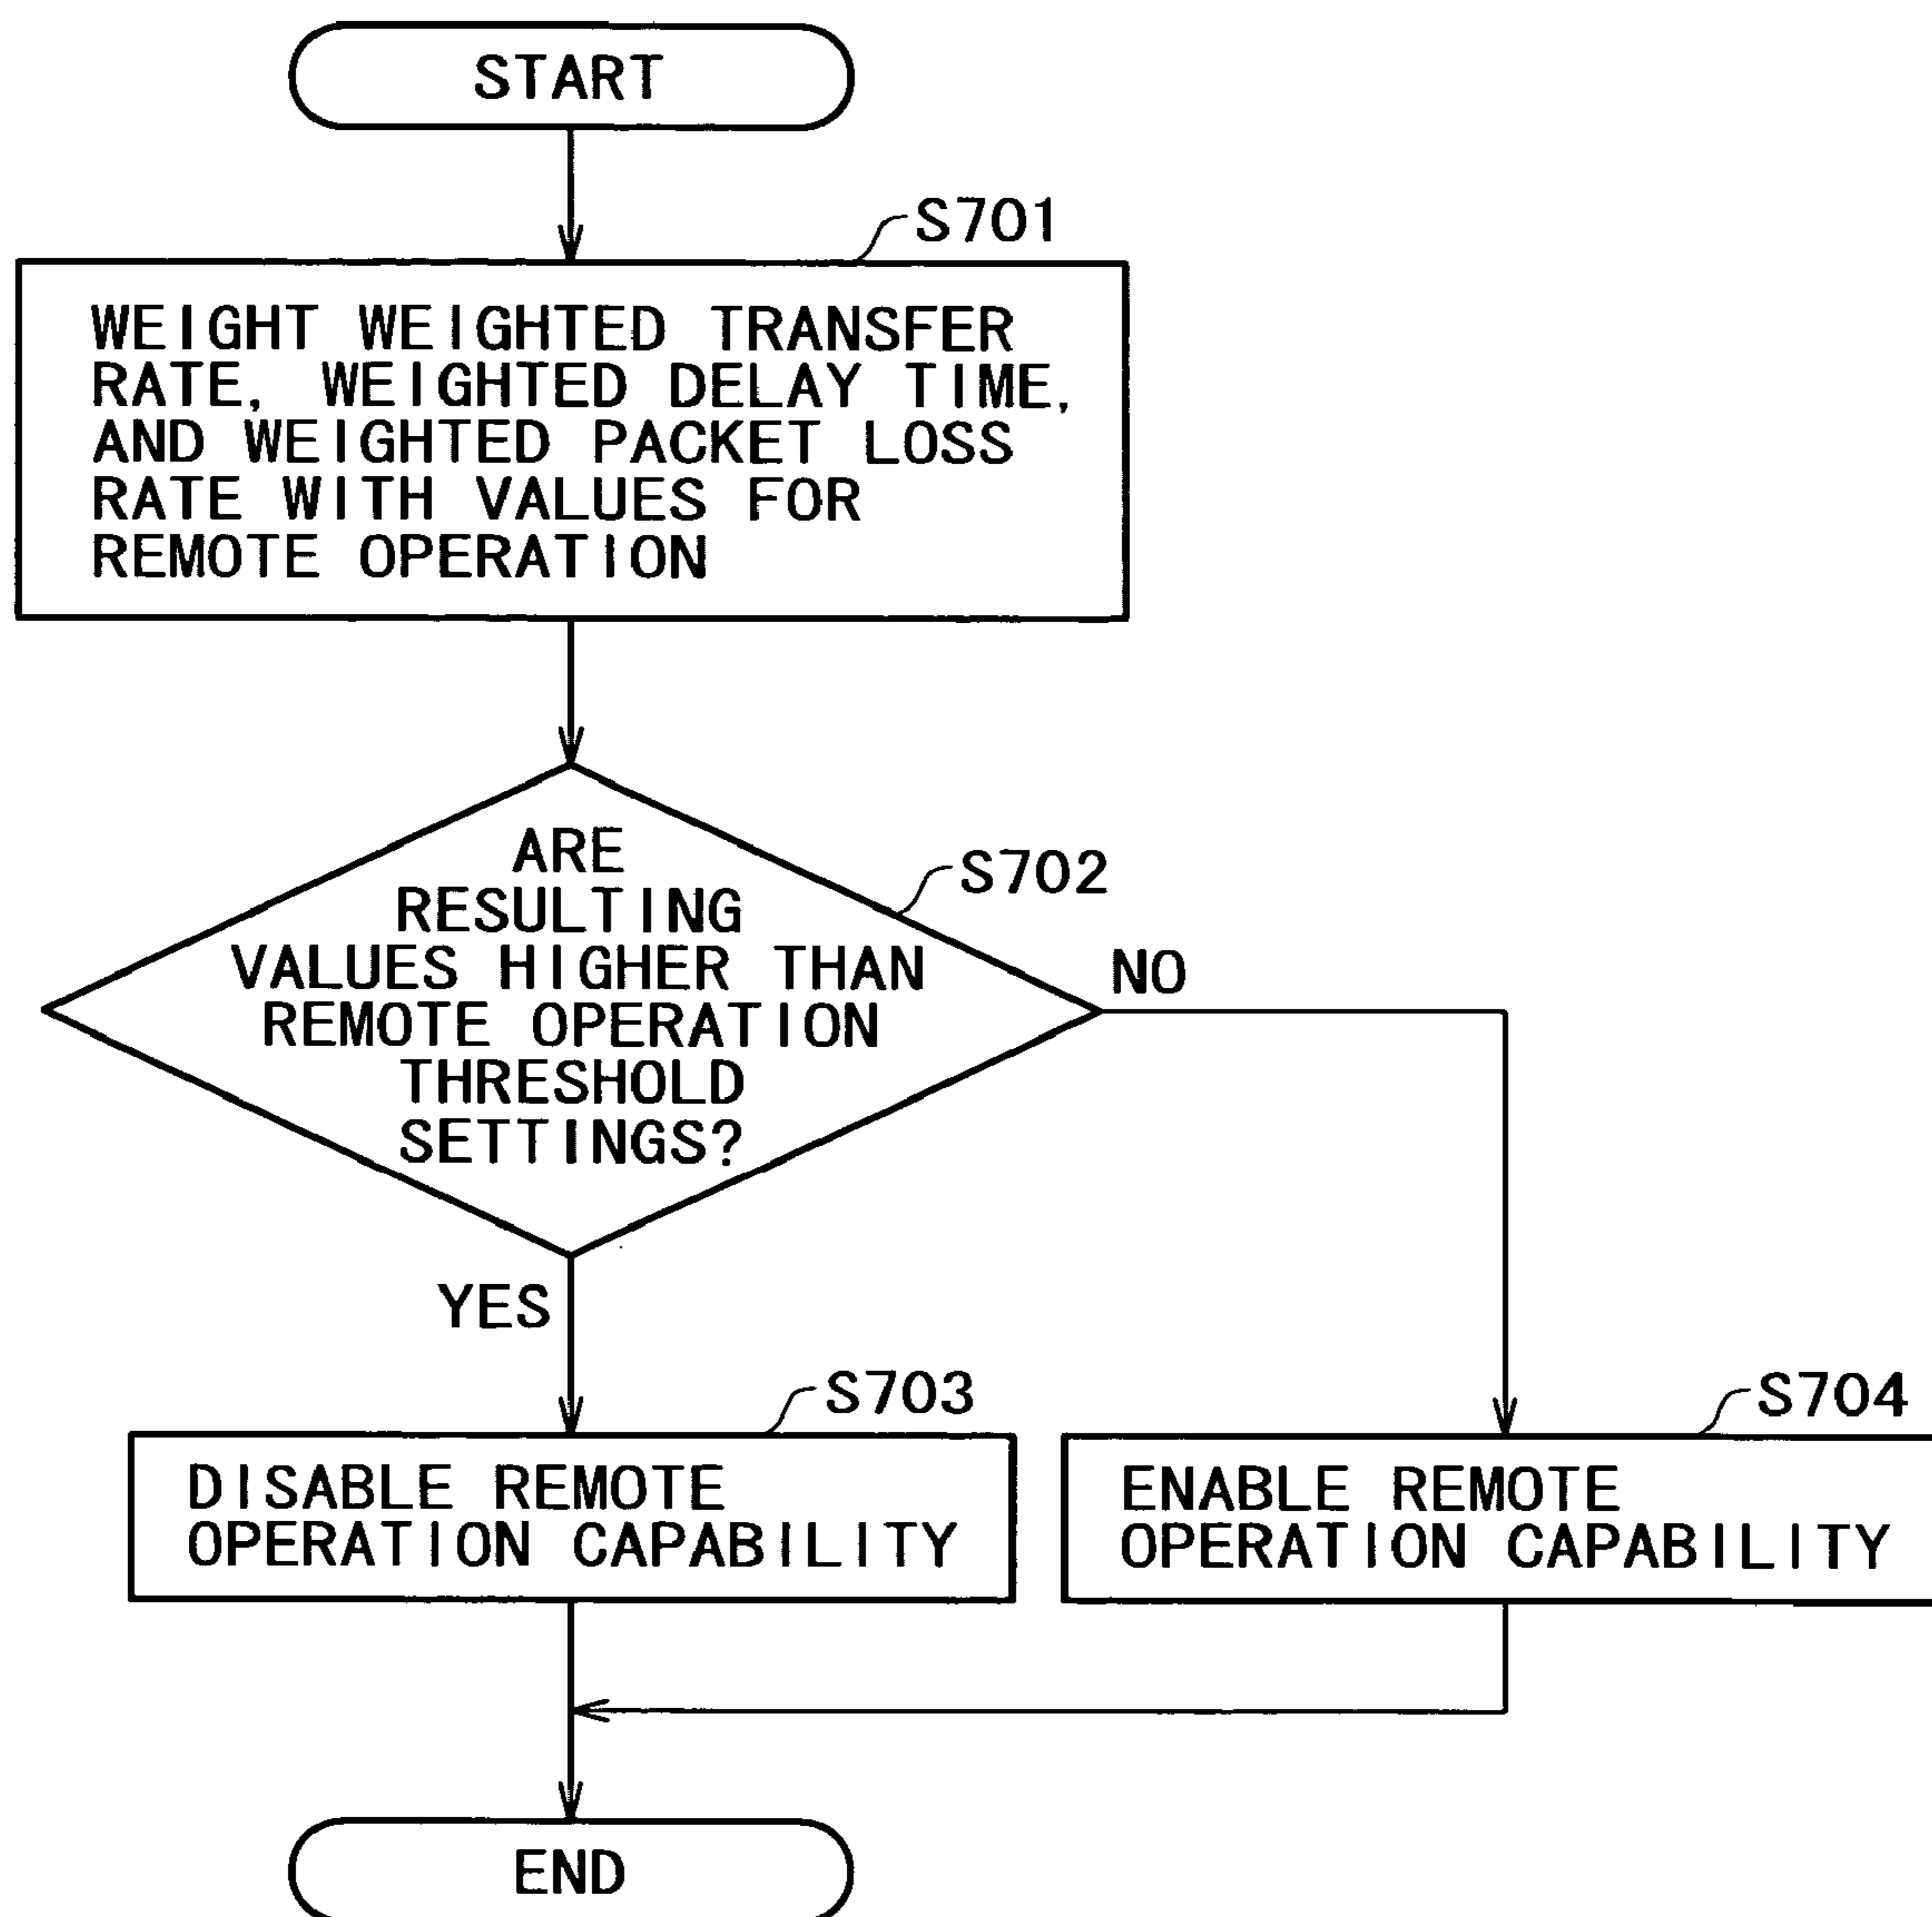 START
S701
WEIGHT WEIGHTED TRANSFER
RATE, WEIGHTED DELAY TIME,
AND WEIGHTED PACKET LOSS
RATE WITH VALUES FOR
REMOTE OPERATION
S702
ARE
RESULTING
VALUES HIGHER THAN
REMOTE OPERATION
THRESHOLD
SETTINGS?
NO
YES
S703
DISABLE REMOTE
OPERATION CAPABILITY
S704
ENABLE REMOTE
OPERATION CAPABILITY
END